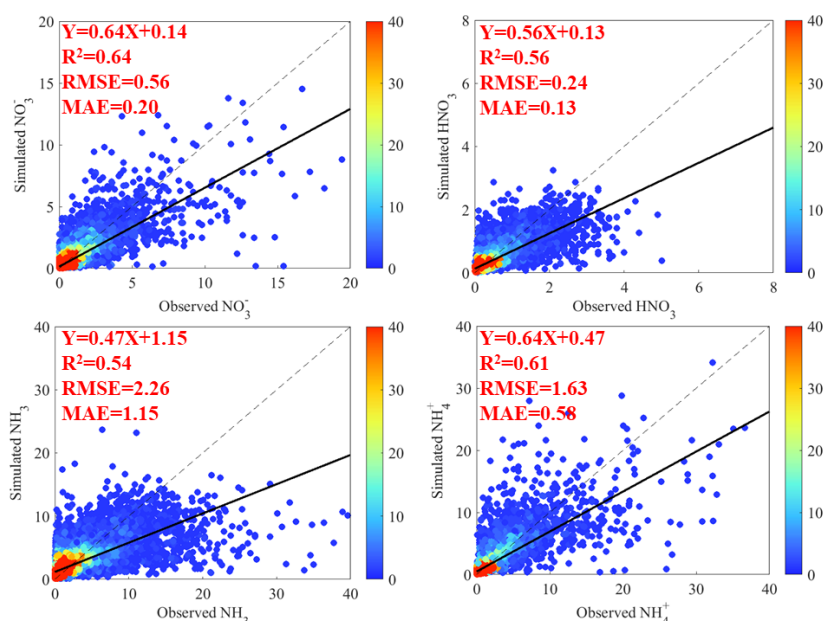 Y=0.64X+0.14
R²=0.64
RMSE=0.56
MAE=0.20
Simulated NO₃⁻
20
15
10
5
0
0 5 10 15 20
Observed NO₃⁻
40
30
20
10
0
Y=0.56X+0.13
R²=0.56
RMSE=0.24
MAE=0.13
Simulated HNO₃
8
6
4
2
0
0 2 4 6 8
Observed HNO₃
40
30
20
10
0
Y=0.47X+1.15
R²=0.54
RMSE=2.26
MAE=1.15
Simulated NH₃
40
30
20
10
0
0 10 20 30 40
Observed NH₃
40
30
20
10
0
Y=0.64X+0.47
R²=0.61
RMSE=1.63
MAE=0.58
Simulated NH₄⁺
40
30
20
10
0
0 10 20 30 40
Observed NH₄⁺
40
30
20
10
0